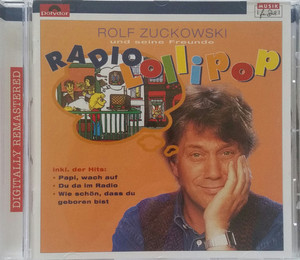 Polydor
MUSIK
ROLF ZUCKOWSKI
und seine Freunde
RADIO
lollipop
inkl. der Hits:
• Papi, wach auf
• Du da im Radio
• Wie schön, dass du
geboren bist
DIGITALLY REMASTERED